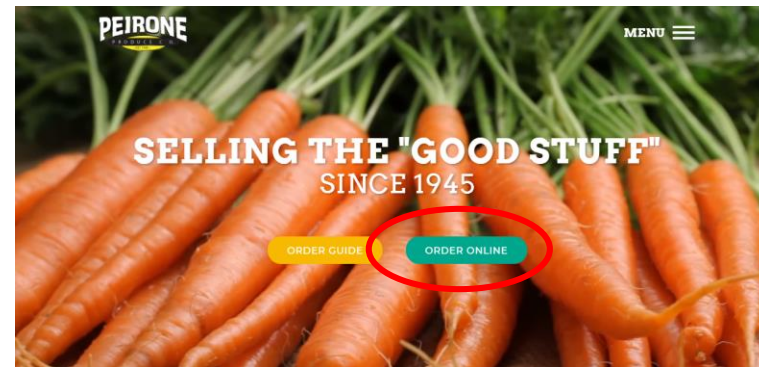 PEIRONE
PRODUCE CO.
MENU
SELLING THE "GOOD STUFF"
SINCE 1945
ORDER GUIDE
ORDER ONLINE